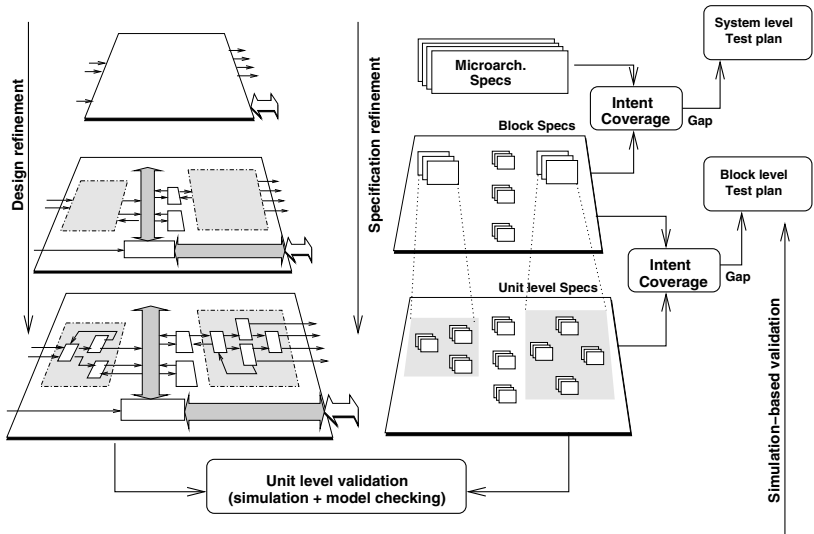 System level
Test plan
Microarch.
Specs
Intent
Coverage
Gap
Block Specs
Block level
Test plan
Design refinement
Specification refinement
Intent
Coverage
Gap
Unit level Specs
Simulation-based validation
Unit level validation
(simulation + model checking)